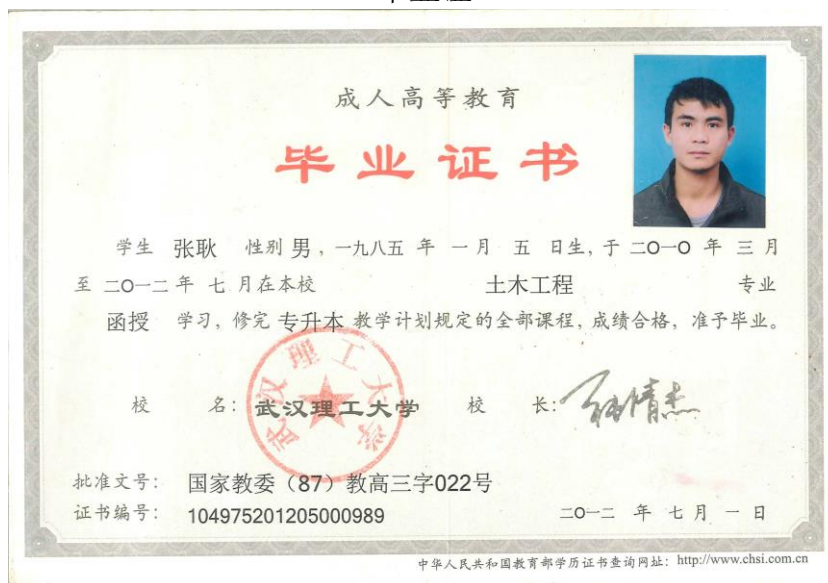 成人高等教育
毕业证书
学生 张耿 性别 男，一九八五 年 一 月 五 日生，于 二O一O 年 三 月
至 二O一二 年 七 月在本校 土木工程 专业
函授 学习，修完 专升本 教学计划规定的全部课程，成绩合格，准予毕业。
武汉理工大学
校 名：武汉理工大学 校 长：
批准文号： 国家教委（87）教高三字022号
证书编号： 104975201205000989
二O一二 年 七 月 一 日
中华人民共和国教育部学历证书查询网址：http://www.chsi.com.cn